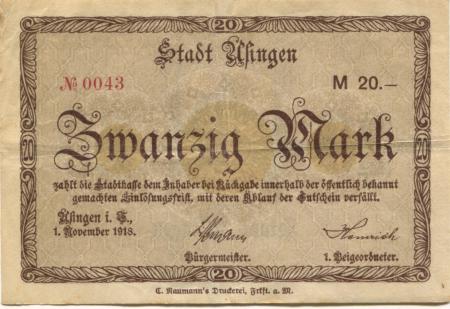 20
Stadt Usingen
№ 0043
M 20.—
Zwanzig Mark
20
20
zahlt die Stadtkasse dem Inhaber bei Rückgabe innerhalb der öffentlich bekannt
gemachten Einlösungsfrist, mit deren Ablauf der Gutschein verfällt.
Usingen i. T.,
1. November 1918.
Bürgermeister.
1. Beigeordneter.
20
C. Naumann's Druckerei, Frkft. a. M.